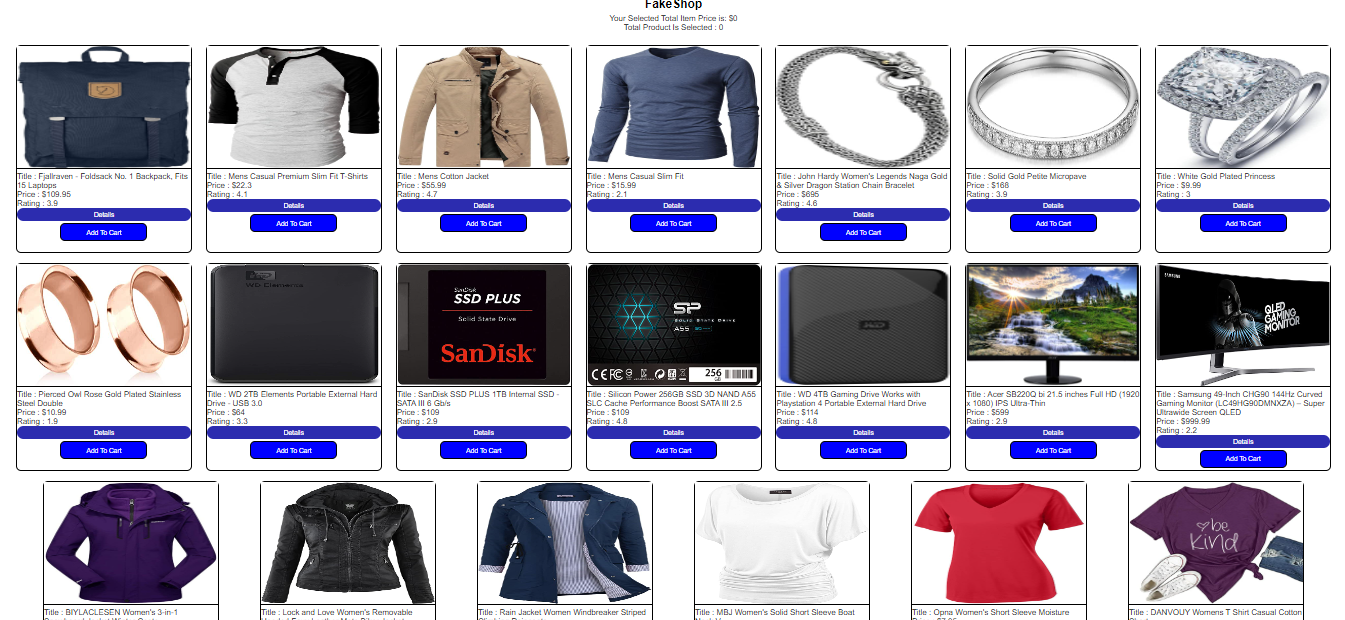 FakeShop
Your Selected Total Item Price is: $0
Total Product Is Selected : 0
Title : Fjallraven - Foldsack No. 1 Backpack, Fits
15 Laptops
Price : $109.95
Rating : 3.9
Details
Add To Cart
Title : Mens Casual Premium Slim Fit T-Shirts
Price : $22.3
Rating : 4.1
Details
Add To Cart
Title : Mens Cotton Jacket
Price : $55.99
Rating : 4.7
Details
Add To Cart
Title : Mens Casual Slim Fit
Price : $15.99
Rating : 2.1
Details
Add To Cart
Title : John Hardy Women's Legends Naga Gold
& Silver Dragon Station Chain Bracelet
Price : $695
Rating : 4.6
Details
Add To Cart
Title : Solid Gold Petite Micropave
Price : $168
Rating : 3.9
Details
Add To Cart
Title : White Gold Plated Princess
Price : $9.99
Rating : 3
Details
Add To Cart
Title : Pierced Owl Rose Gold Plated Stainless
Steel Double
Price : $10.99
Rating : 1.9
Details
Add To Cart
WD Elements
Title : WD 2TB Elements Portable External Hard
Drive - USB 3.0
Price : $64
Rating : 3.3
Details
Add To Cart
SanDisk
SSD PLUS
Solid State Drive
SanDisk
Title : SanDisk SSD PLUS 1TB Internal SSD -
SATA III 6 Gb/s
Price : $109
Rating : 2.9
Details
Add To Cart
SP
SOLID STATE DRIVE
A55
256
GB
Title : Silicon Power 256GB SSD 3D NAND A55
SLC Cache Performance Boost SATA III 2.5
Price : $109
Rating : 4.8
Details
Add To Cart
WD
Title : WD 4TB Gaming Drive Works with
Playstation 4 Portable External Hard Drive
Price : $114
Rating : 4.8
Details
Add To Cart
Title : Acer SB220Q bi 21.5 inches Full HD (1920
x 1080) IPS Ultra-Thin
Price : $599
Rating : 2.9
Details
Add To Cart
SAMSUNG
QLED
GAMING
MONITOR
Title : Samsung 49-Inch CHG90 144Hz Curved
Gaming Monitor (LC49HG90DMNXZA) – Super
Ultrawide Screen QLED
Price : $999.99
Rating : 2.2
Details
Add To Cart
Title : BIYLACLESEN Women's 3-in-1
Title : Lock and Love Women's Removable
Title : Rain Jacket Women Windbreaker Striped
Title : MBJ Women's Solid Short Sleeve Boat
Title : Opna Women's Short Sleeve Moisture
be
kind
Title : DANVOUY Womens T Shirt Casual Cotton